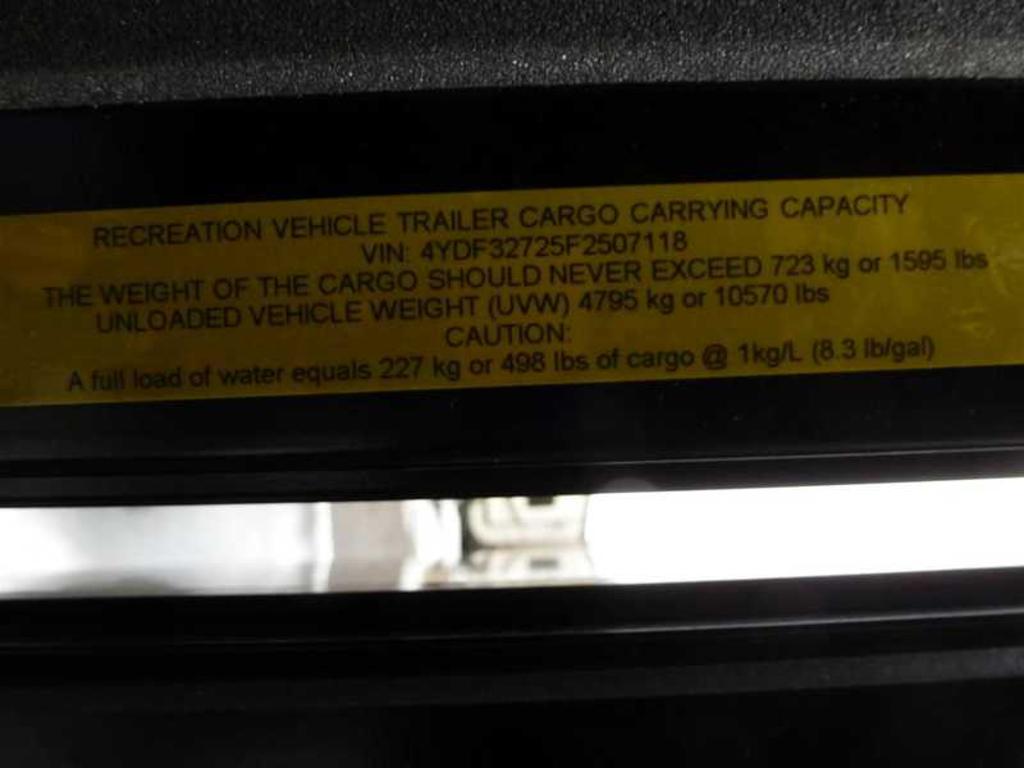 RECREATION VEHICLE TRAILER CARGO CARRYING CAPACITY
VIN: 4YDF32725F2507118
THE WEIGHT OF THE CARGO SHOULD NEVER EXCEED 723 kg or 1595 lbs
UNLOADED VEHICLE WEIGHT (UVW) 4795 kg or 10570 lbs
CAUTION:
A full load of water equals 227 kg or 498 lbs of cargo @ 1kg/L (8.3 lb/gal)